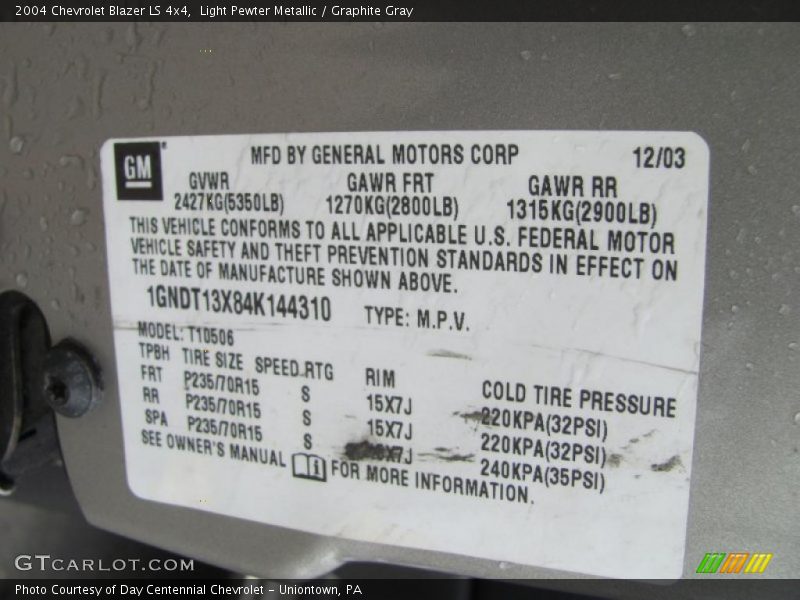 2004 Chevrolet Blazer LS 4x4, Light Pewter Metallic / Graphite Gray
GM
MFD BY GENERAL MOTORS CORP 12/03
GVWR GAWR FRT GAWR RR
2427KG(5350LB) 1270KG(2800LB) 1315KG(2900LB)
THIS VEHICLE CONFORMS TO ALL APPLICABLE U.S. FEDERAL MOTOR
VEHICLE SAFETY AND THEFT PREVENTION STANDARDS IN EFFECT ON
THE DATE OF MANUFACTURE SHOWN ABOVE.
1GNDT13X84K144310 TYPE: M.P.V.
MODEL: T10506
TPBH TIRE SIZE SPEED RTG RIM COLD TIRE PRESSURE
FRT P235/70R15 S 15X7J 220KPA(32PSI)
RR P235/70R15 S 15X7J 220KPA(32PSI)
SPA P235/70R15 S X7J 240KPA(35PSI)
SEE OWNER'S MANUAL FOR MORE INFORMATION.
GTCARLOT.COM
Photo Courtesy of Day Centennial Chevrolet - Uniontown, PA